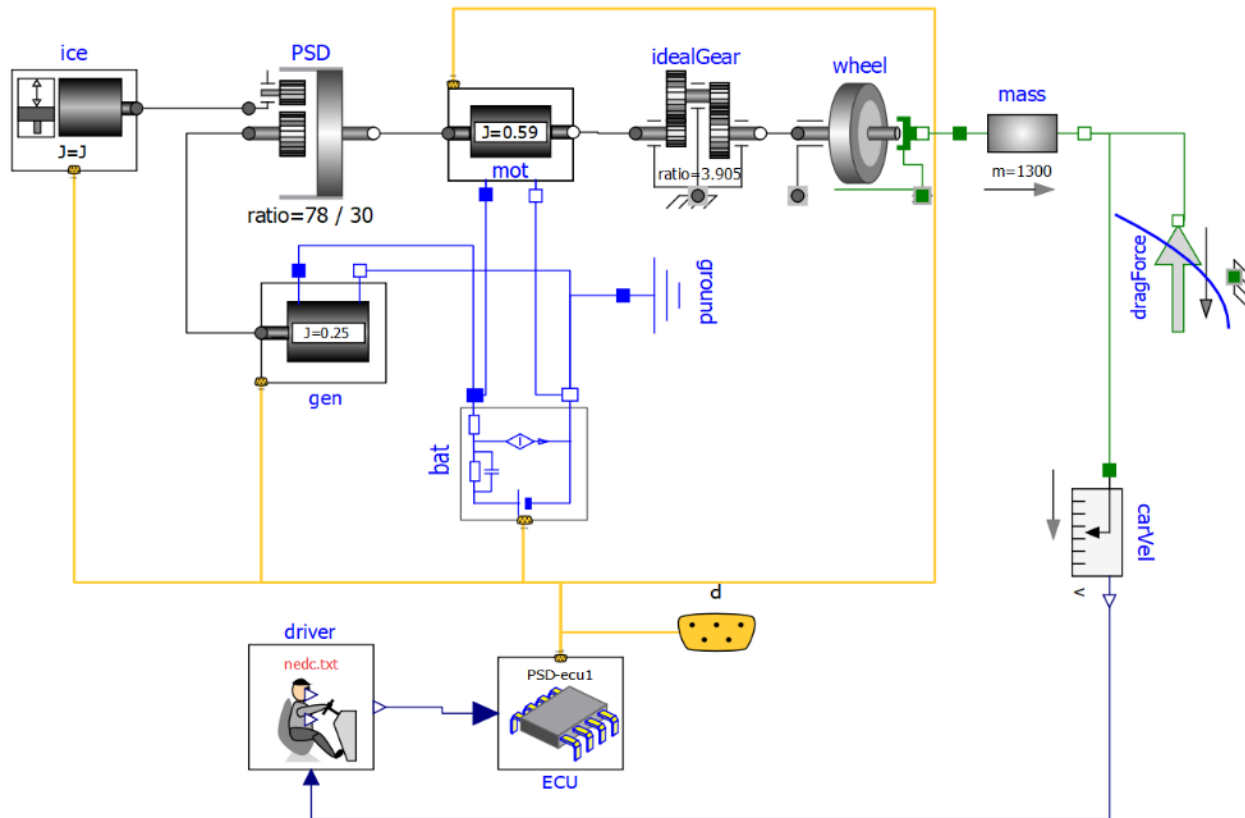 ice
PSD
idealGear
wheel
mass
J=J
J=0.59
mot
ratio=3.905
m=1300
ratio=78 / 30
ground
dragForce
J=0.25
gen
bat
I
carVel
v
d
driver
nedc.txt
PSD-ecu1
ECU